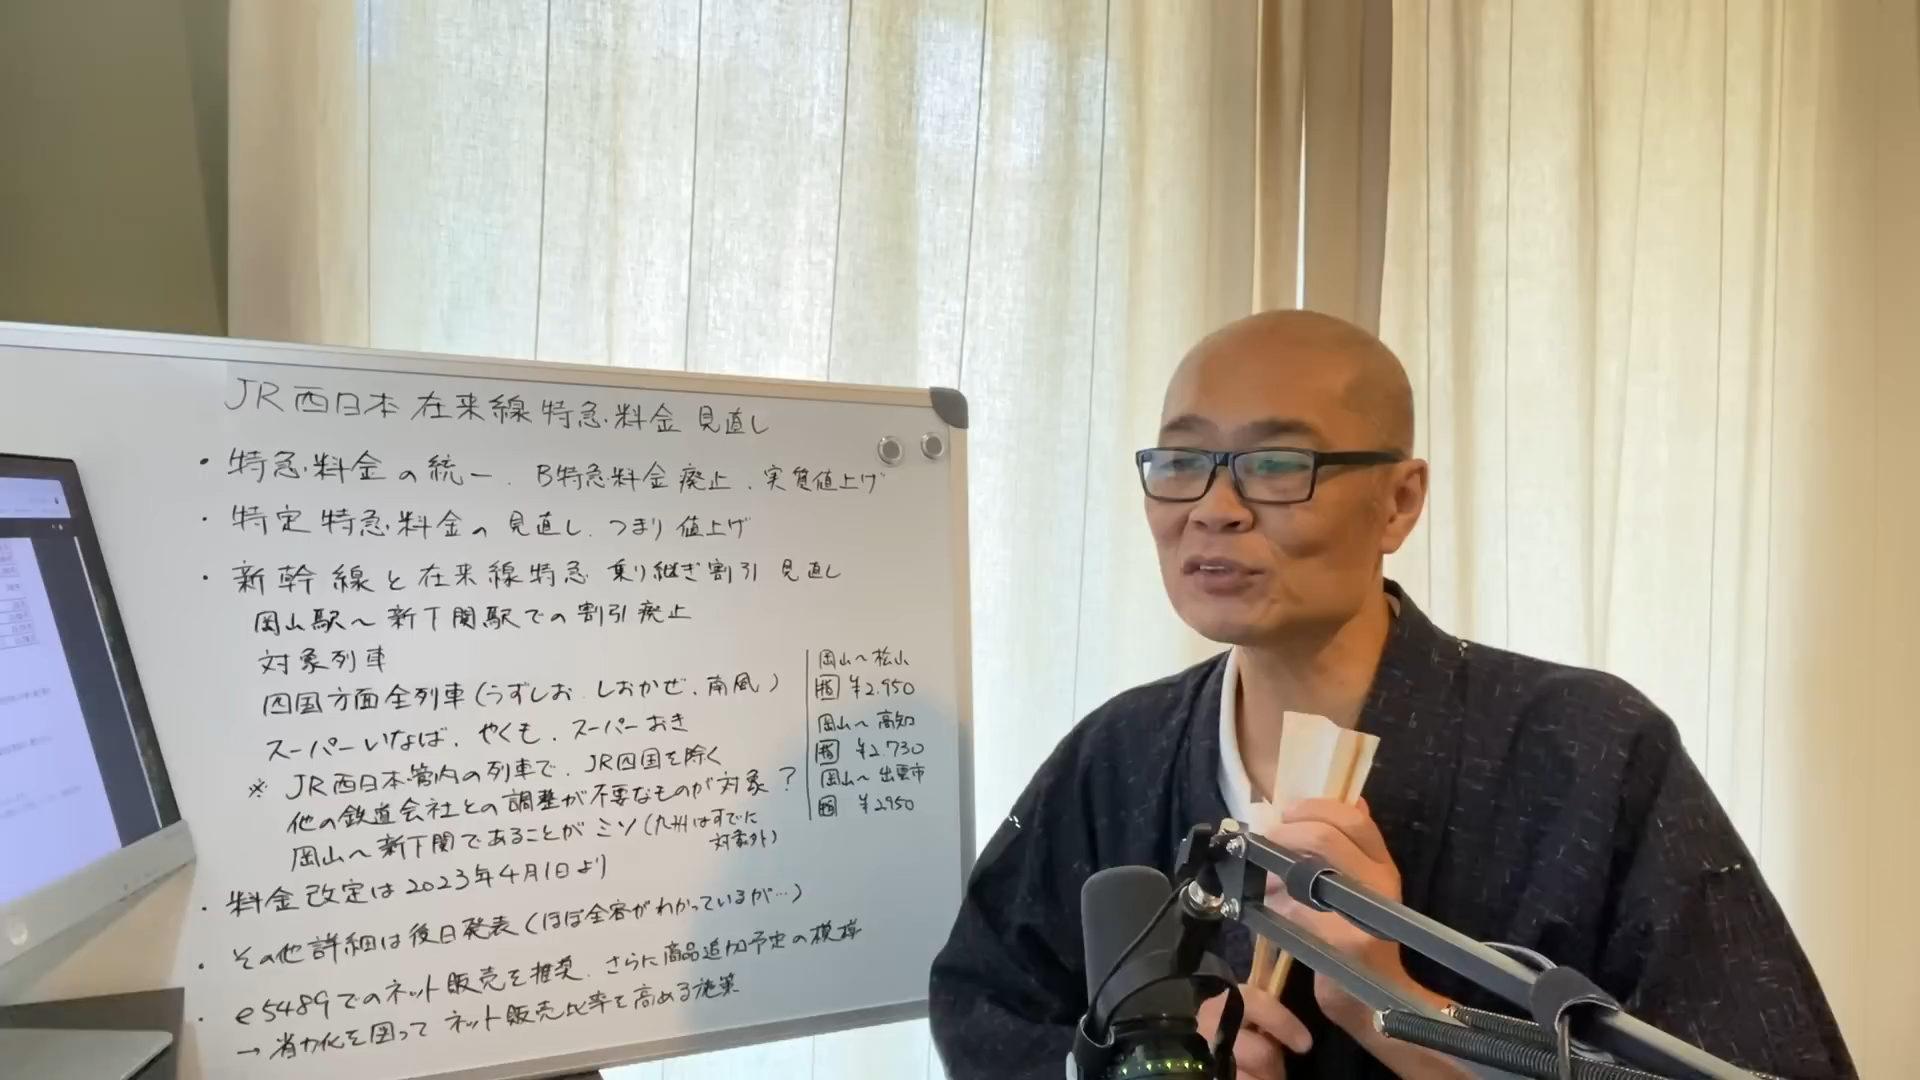 JR西日本 在来線特急料金 見直し
・特急料金の統一、B特急料金廃止、実質値上げ
・特定特急料金の見直し、つまり値上げ
・新幹線と在来線特急 乗り継ぎ割引 見直し
岡山駅〜新下関駅での割引廃止
対象列車
四国方面全列車(うずしお、しおかぜ、南風)
スーパーいなば、やくも、スーパーおき
※ JR西日本管内の列車で、JR四国を除く
他の鉄道会社との調整が不要なものが対象?
岡山〜新下関であることがミソ(九州はすでに
対象外)
・料金改定は2023年4月1日より
・その他詳細は後日発表(ほぼ全容がわかっているが…)
・e5489でのネット販売を推奨、さらに商品追加予定の模様
→ 省力化を図ってネット販売比率を高める施策
岡山〜松山
指 ¥2,950
岡山〜高知
指 ¥2,730
岡山〜出雲市
指 ¥2950